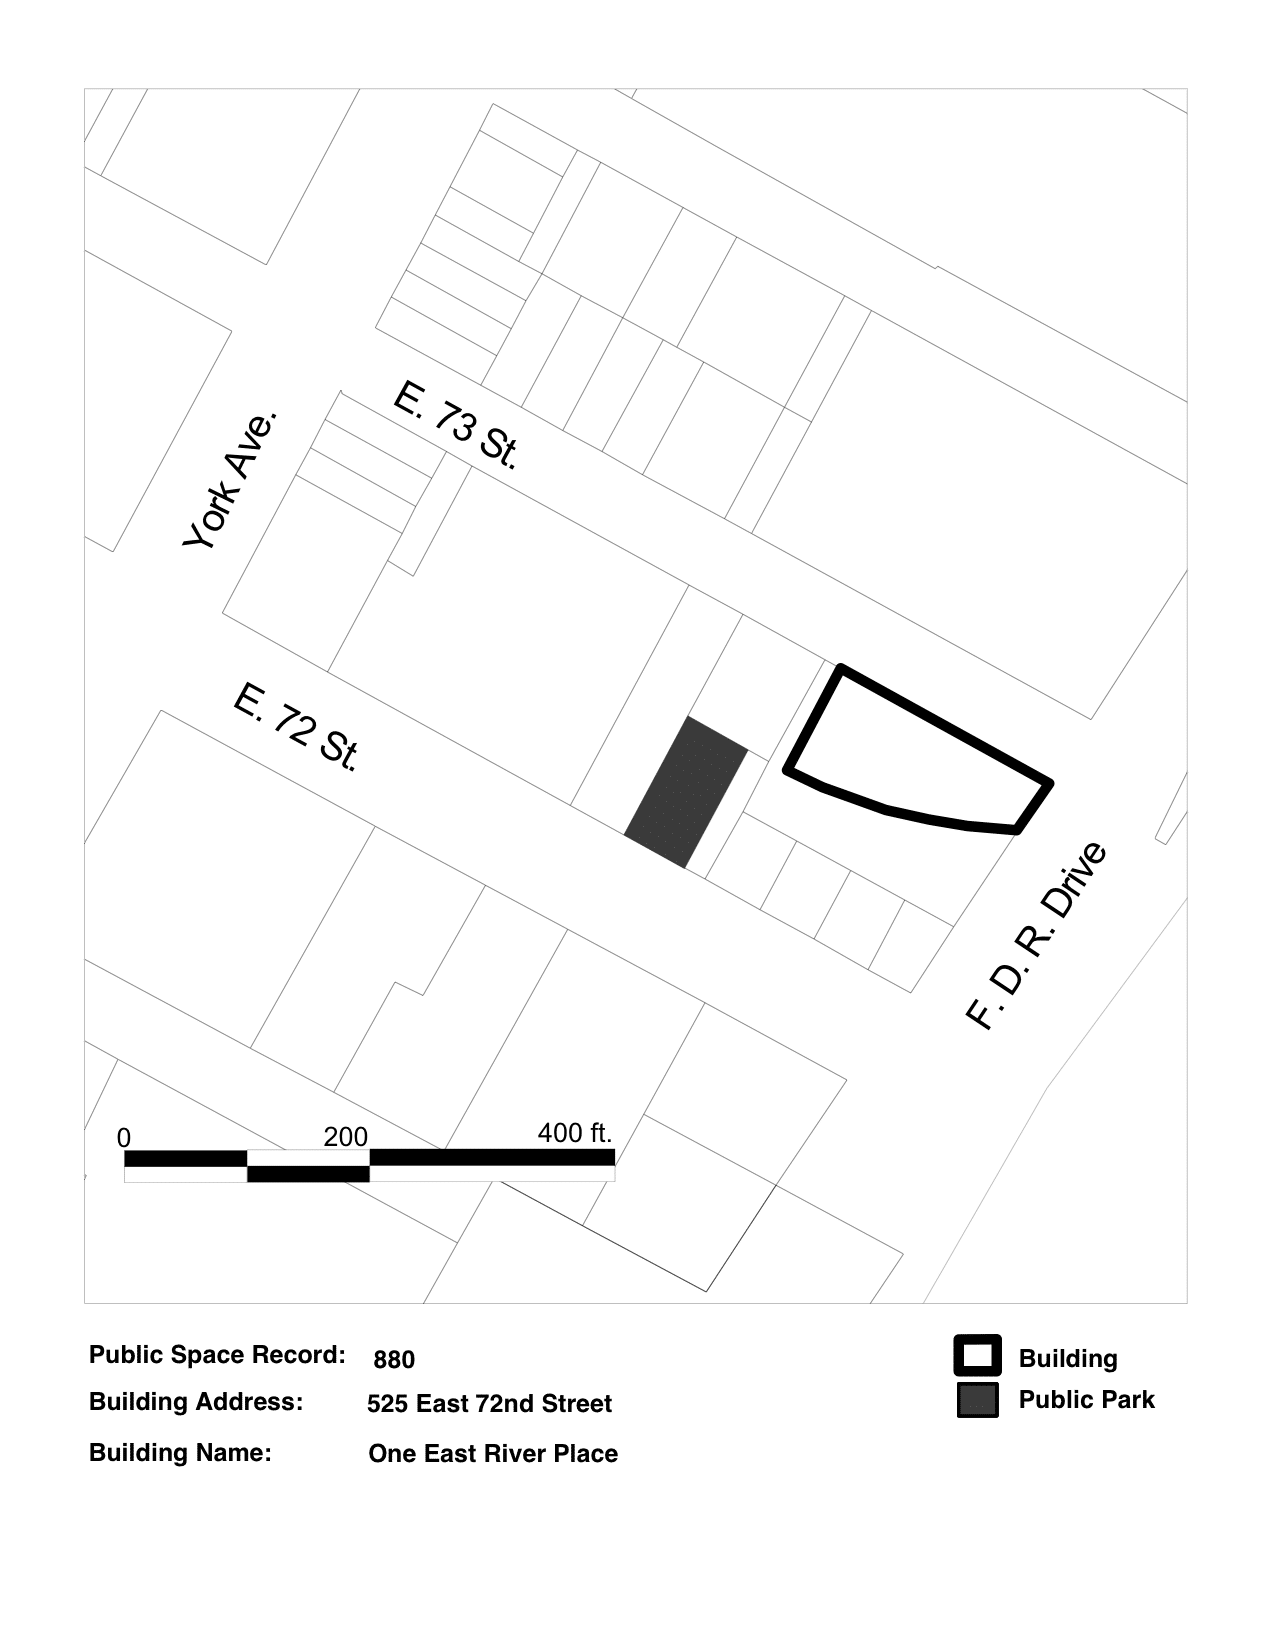 E. 73 St.
York Ave.
E. 72 St.
F. D. R. Drive
0 200 400 ft.
Public Space Record: 880
Building Address: 525 East 72nd Street
Building Name: One East River Place
Building
Public Park